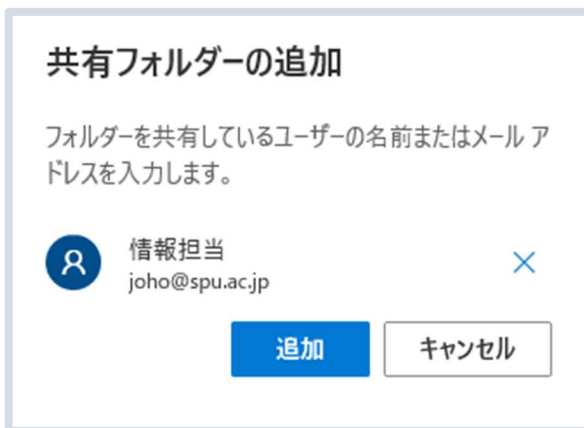 共有フォルダーの追加
フォルダーを共有しているユーザーの名前またはメール ア
ドレスを入力します。
情報担当
joho@spu.ac.jp
追加
キャンセル